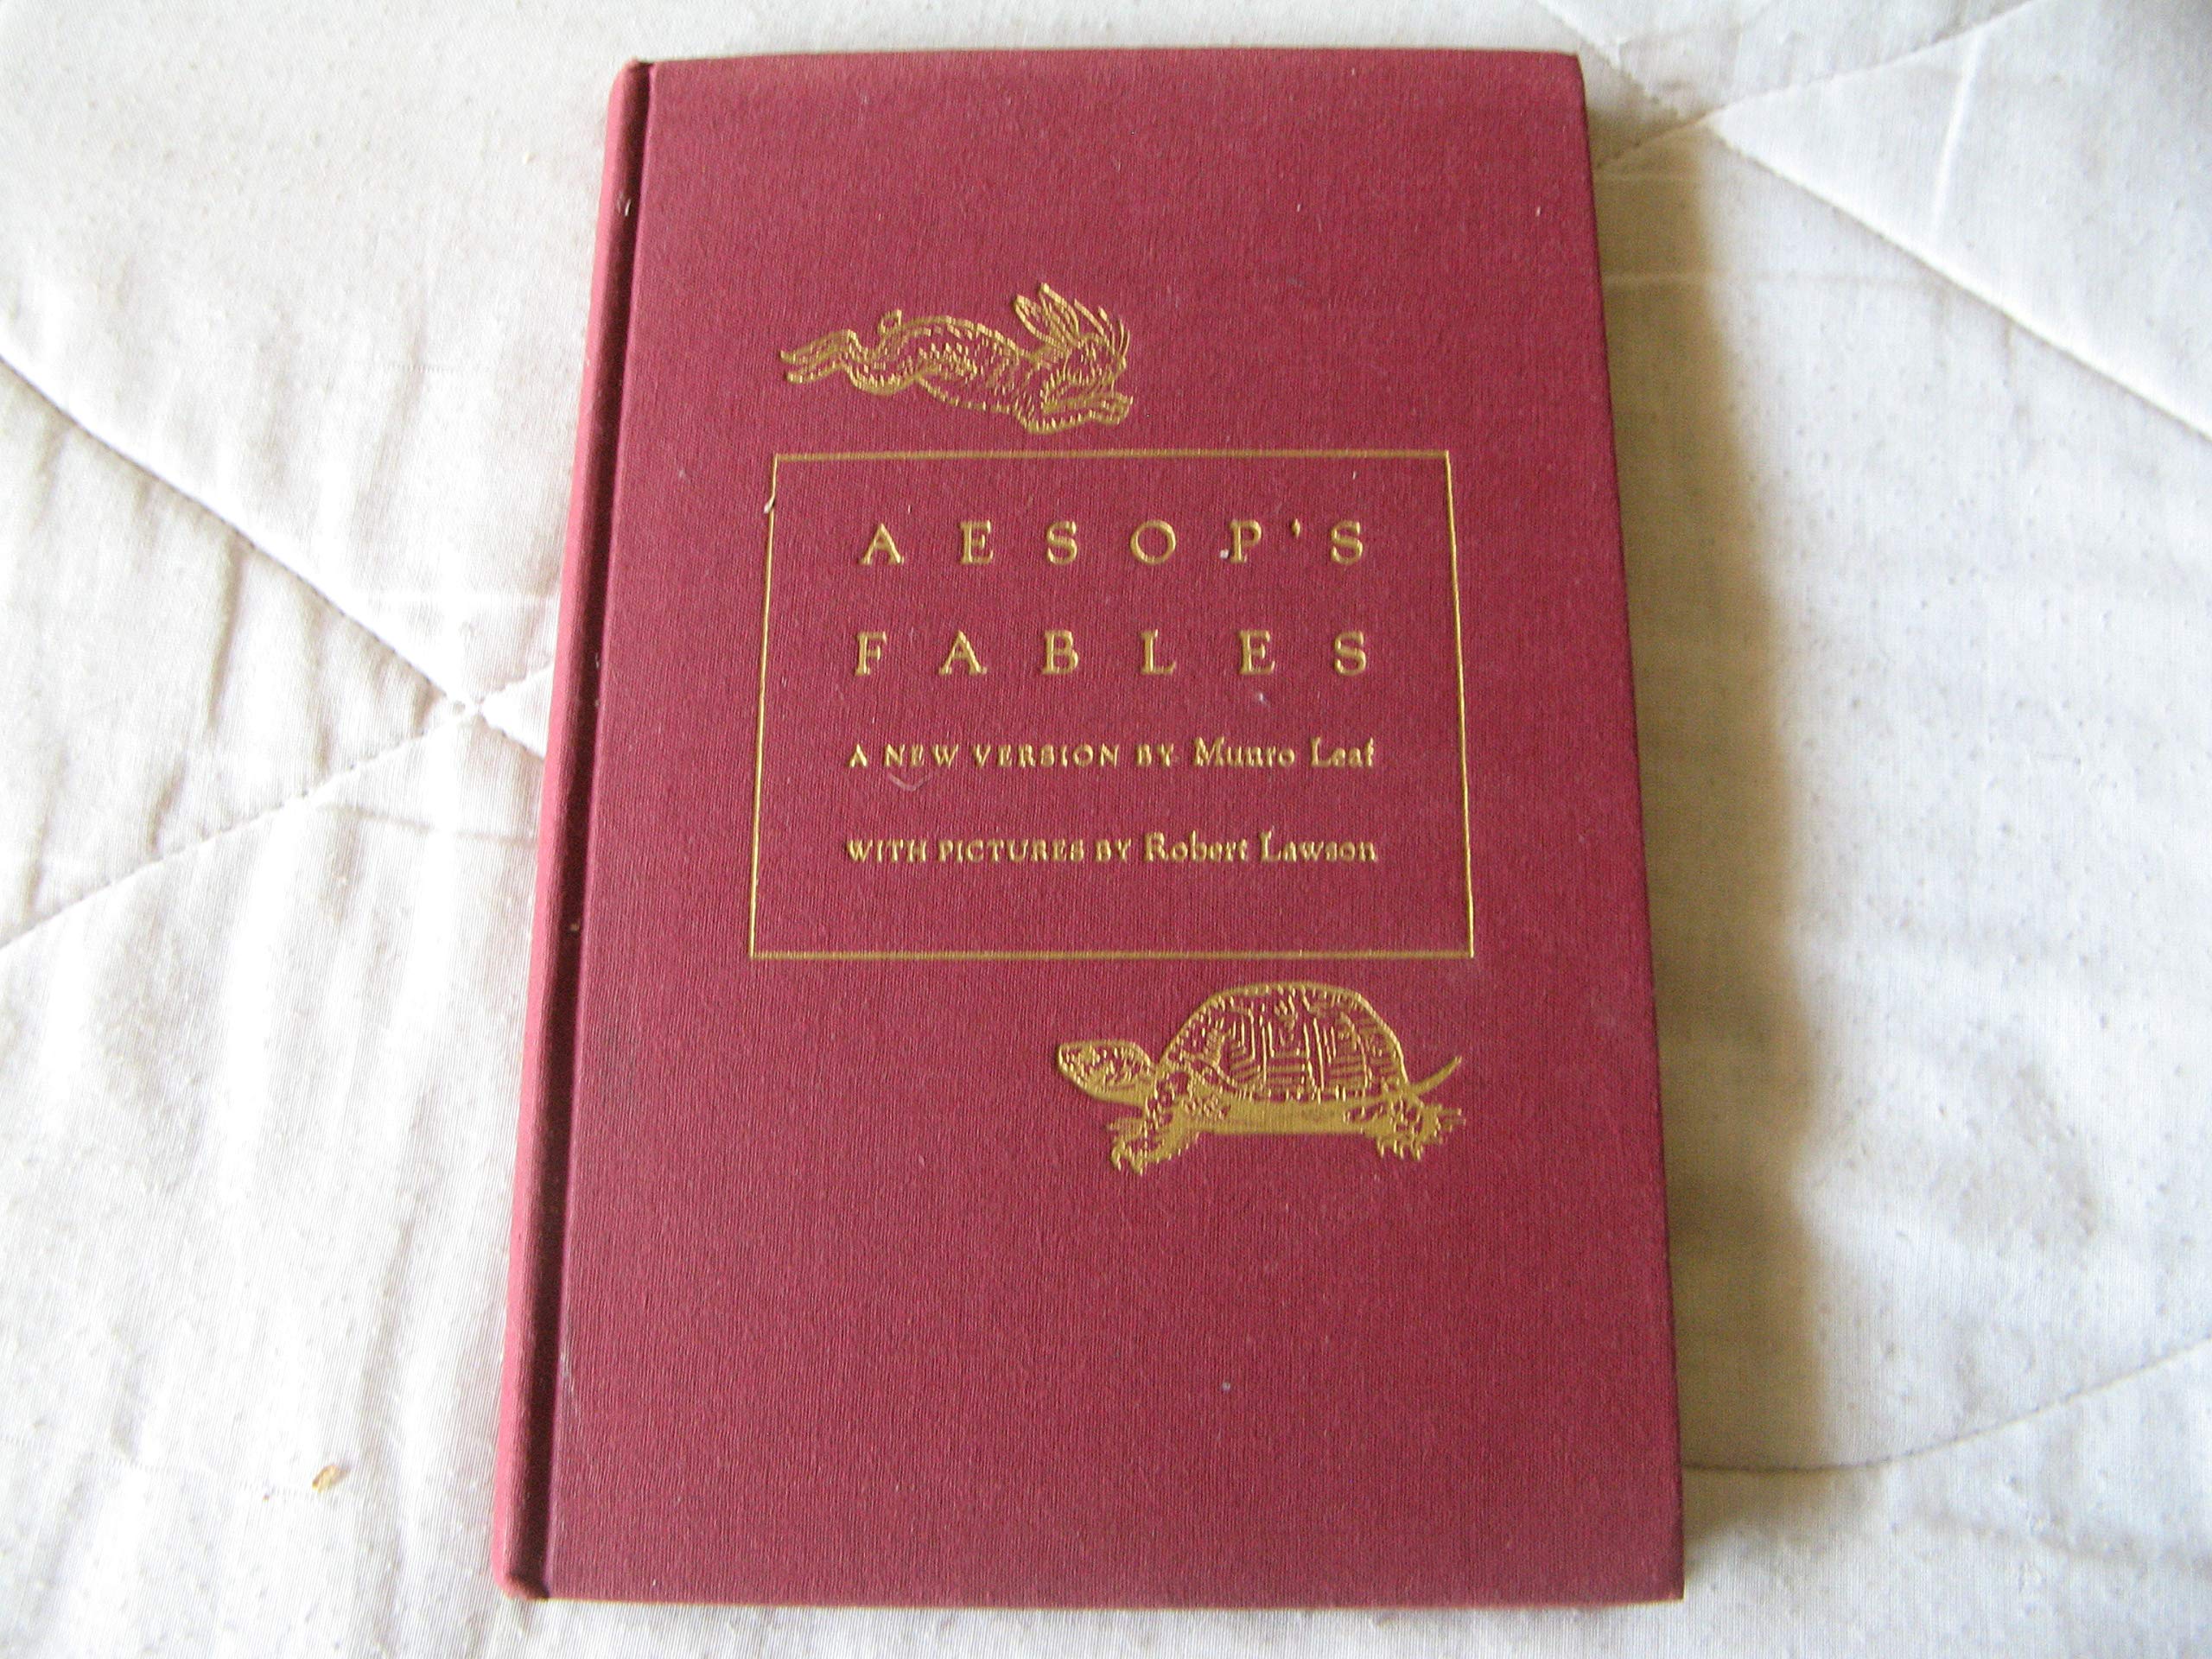 AESOP'S
FABLES
A NEW VERSION BY Munro Leaf
WITH PICTURES BY Robert Lawson